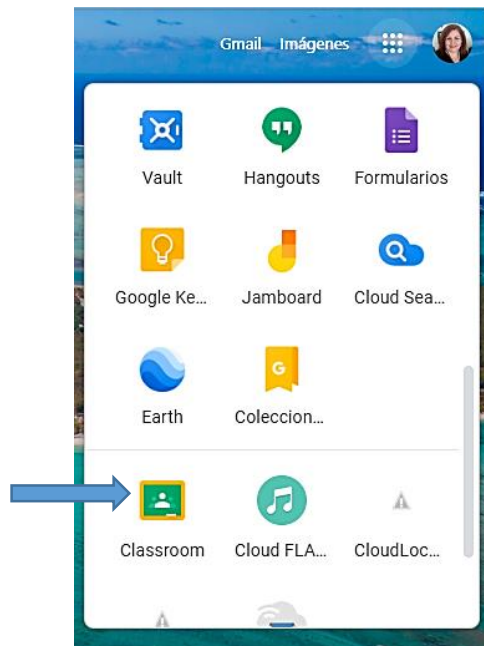 Gmail Imágenes
Vault Hangouts Formularios
Google Ke... Jamboard Cloud Sea...
G
Earth Coleccion...
Classroom Cloud FLA... CloudLoc...